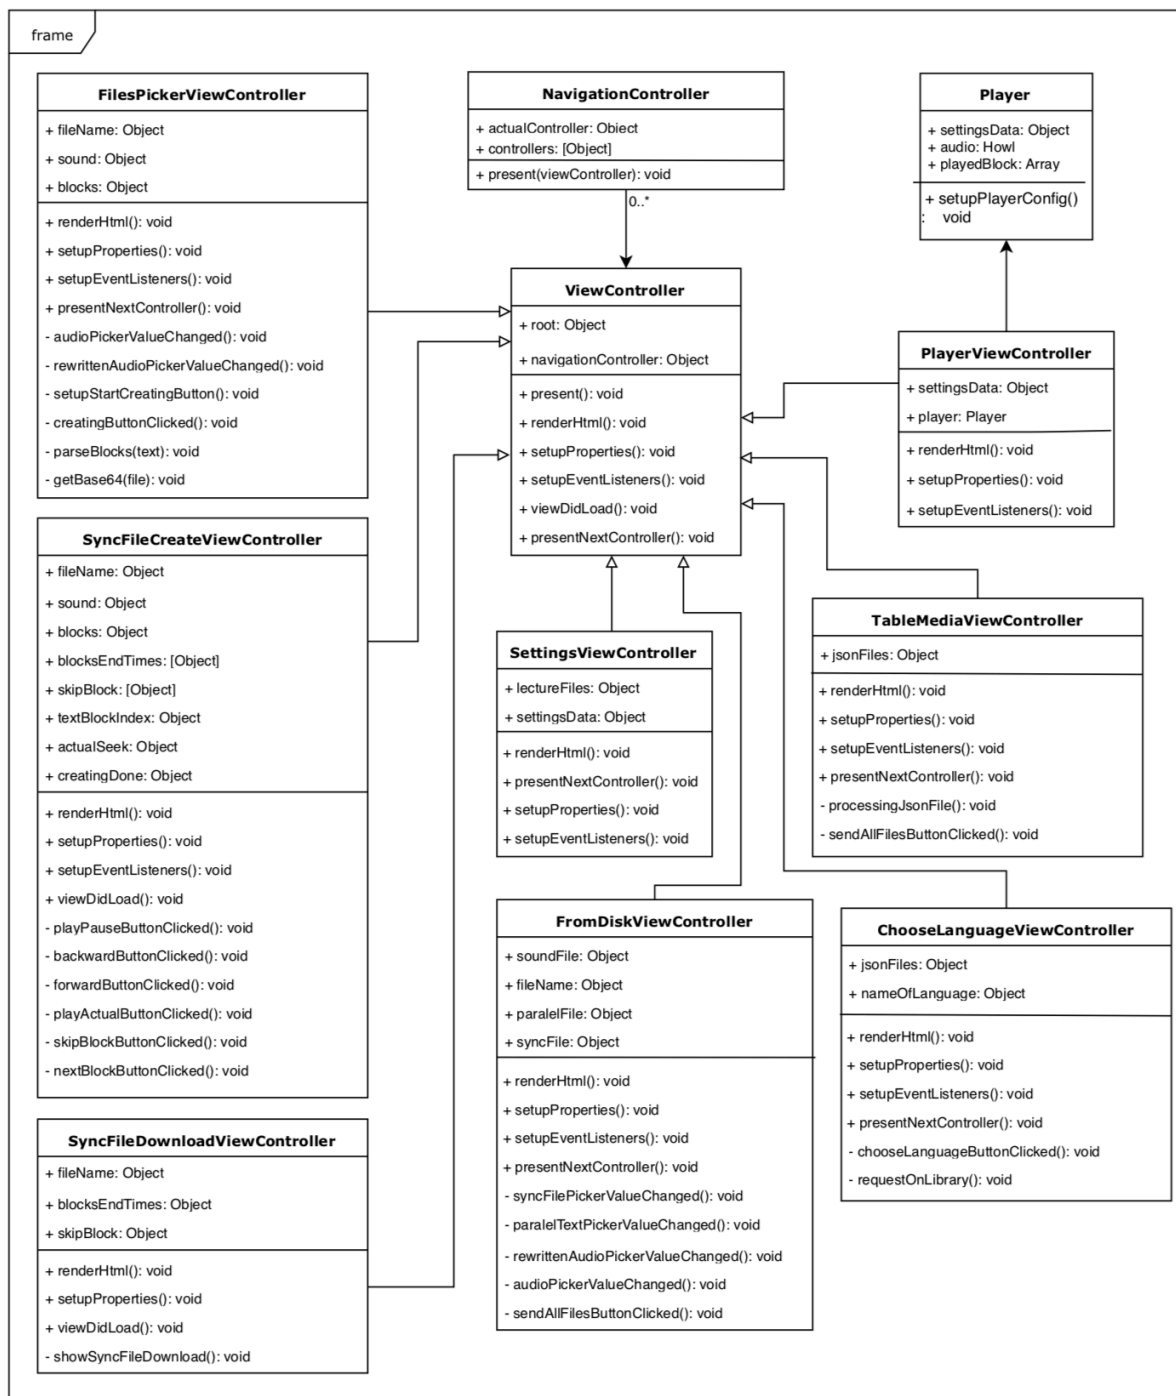 frame
FilesPickerViewController
+ fileName: Object
+ sound: Object
+ blocks: Object
+ renderHtml(): void
+ setupProperties(): void
+ setupEventListeners(): void
+ presentNextController(): void
- audioPickerValueChanged(): void
- rewrittenAudioPickerValueChanged(): void
- setupStartCreatingButton(): void
- creatingButtonClicked(): void
- parseBlocks(text): void
- getBase64(file): void
NavigationController
+ actualController: Object
+ controllers: [Object]
+ present(viewController): void
0..*
Player
+ settingsData: Object
+ audio: Howl
+ playedBlock: Array
+ setupPlayerConfig()
: void
ViewController
+ root: Object
+ navigationController: Object
+ present(): void
+ renderHtml(): void
+ setupProperties(): void
+ setupEventListeners(): void
+ viewDidLoad(): void
+ presentNextController(): void
PlayerViewController
+ settingsData: Object
+ player: Player
+ renderHtml(): void
+ setupProperties(): void
+ setupEventListeners(): void
SyncFileCreateViewController
+ fileName: Object
+ sound: Object
+ blocks: Object
+ blocksEndTimes: [Object]
+ skipBlock: [Object]
+ textBlockIndex: Object
+ actualSeek: Object
+ creatingDone: Object
+ renderHtml(): void
+ setupProperties(): void
+ setupEventListeners(): void
+ viewDidLoad(): void
- playPauseButtonClicked(): void
- backwardButtonClicked(): void
- forwardButtonClicked(): void
- playActualButtonClicked(): void
- skipBlockButtonClicked(): void
- nextBlockButtonClicked(): void
SettingsViewController
+ lectureFiles: Object
+ settingsData: Object
+ renderHtml(): void
+ presentNextController(): void
+ setupProperties(): void
+ setupEventListeners(): void
TableMediaViewController
+ jsonFiles: Object
+ renderHtml(): void
+ setupProperties(): void
+ setupEventListeners(): void
+ presentNextController(): void
- processingJsonFile(): void
- sendAllFilesButtonClicked(): void
FromDiskViewController
+ soundFile: Object
+ fileName: Object
+ paralelFile: Object
+ syncFile: Object
+ renderHtml(): void
+ setupProperties(): void
+ setupEventListeners(): void
+ presentNextController(): void
- syncFilePickerValueChanged(): void
- paralelTextPickerValueChanged(): void
- rewrittenAudioPickerValueChanged(): void
- audioPickerValueChanged(): void
- sendAllFilesButtonClicked(): void
ChooseLanguageViewController
+ jsonFiles: Object
+ nameOfLanguage: Object
+ renderHtml(): void
+ setupProperties(): void
+ setupEventListeners(): void
+ presentNextController(): void
- chooseLanguageButtonClicked(): void
- requestOnLibrary(): void
SyncFileDownloadViewController
+ fileName: Object
+ blocksEndTimes: Object
+ skipBlock: Object
+ renderHtml(): void
+ setupProperties(): void
+ viewDidLoad(): void
- showSyncFileDownload(): void